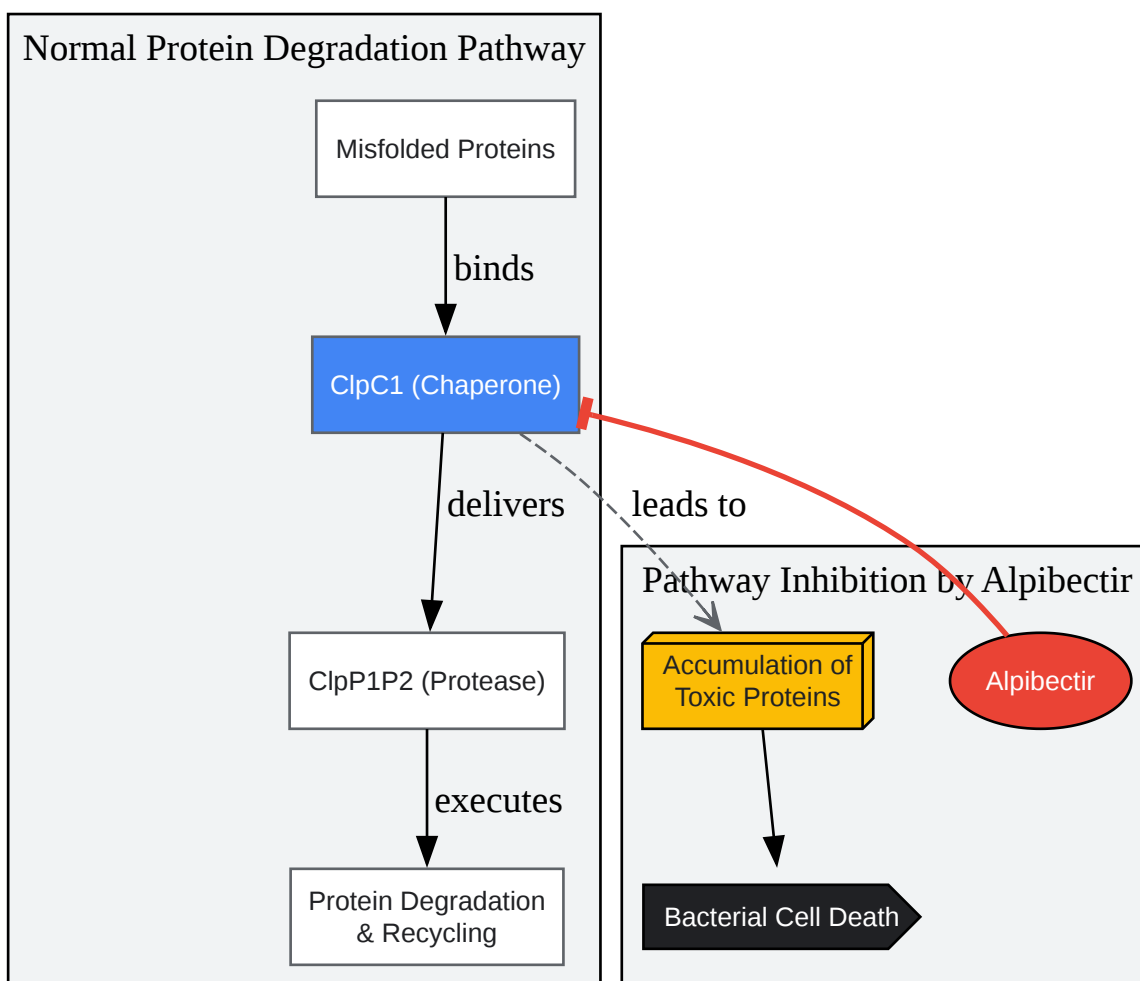 Normal Protein Degradation Pathway
Misfolded Proteins
binds
ClpC1 (Chaperone)
delivers
leads to
Pathway Inhibition by Alpibectir
ClpP1P2 (Protease)
Accumulation of
Toxic Proteins
Alpibectir
executes
Protein Degradation
& Recycling
Bacterial Cell Death